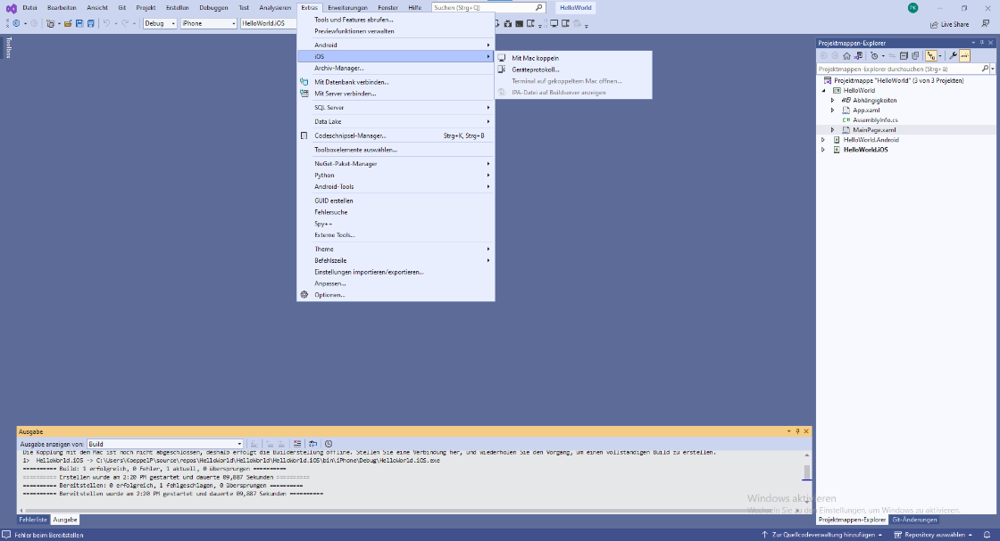 Datei Bearbeiten Ansicht Git Projekt Erstellen Debuggen Test Analysieren Extras Erweiterungen Fenster Hilfe Suchen (Strg+Q) HelloWorld PK
Debug iPhone HelloWorld.iOS Live Share
Toolbox
Tools und Features abrufen...
Previewfunktionen verwalten
Android
iOS
Archiv-Manager...
Mit Datenbank verbinden...
Mit Server verbinden...
SQL Server
Data Lake
Codeschnipsel-Manager... Strg+K, Strg+B
Toolboxelemente auswählen...
NuGet-Paket-Manager
Python
Android-Tools
GUID erstellen
Fehlersuche
Spy++
Externe Tools...
Theme
Befehlszeile
Einstellungen importieren/exportieren...
Anpassen...
Optionen...
Mit Mac koppeln
Geräteprotokoll...
Terminal auf gekoppeltem Mac öffnen...
IPA-Datei auf Buildserver anzeigen
Projektmappen-Explorer
Projektmappen-Explorer durchsuchen (Strg+ü)
Projektmappe "HelloWorld" (3 von 3 Projekten)
HelloWorld
Abhängigkeiten
App.xaml
C# AssemblyInfo.cs
MainPage.xaml
HelloWorld.Android
HelloWorld.iOS
Ausgabe
Ausgabe anzeigen von: Build
Die Kopplung mit dem Mac ist noch nicht abgeschlossen, deshalb erfolgt die Builderstellung offline. Stellen Sie eine Verbindung her, und wiederholen Sie den Vorgang, um einen vollständigen Build zu erstellen.
1> HelloWorld.iOS -> C:\Users\KoeppelP\source\repos\HelloWorld\HelloWorld\HelloWorld.iOS\bin\iPhone\Debug\HelloWorld.iOS.exe
========== Build: 1 erfolgreich, 0 Fehler, 1 aktuell, 0 übersprungen ==========
========== Erstellen wurde am 2:20 PM gestartet und dauerte 09,887 Sekunden ==========
========== Bereitstellen: 0 erfolgreich, 1 fehlgeschlagen, 0 übersprungen ==========
========== Bereitstellen wurde am 2:20 PM gestartet und dauerte 09,887 Sekunden ==========
Windows aktivieren
Wechseln Sie zu den Einstellungen, um Windows zu aktivieren.
Fehlerliste Ausgabe
Projektmappen-Explorer Git-Änderungen
Fehler beim Bereitstellen Zur Quellcodeverwaltung hinzufügen Repository auswählen